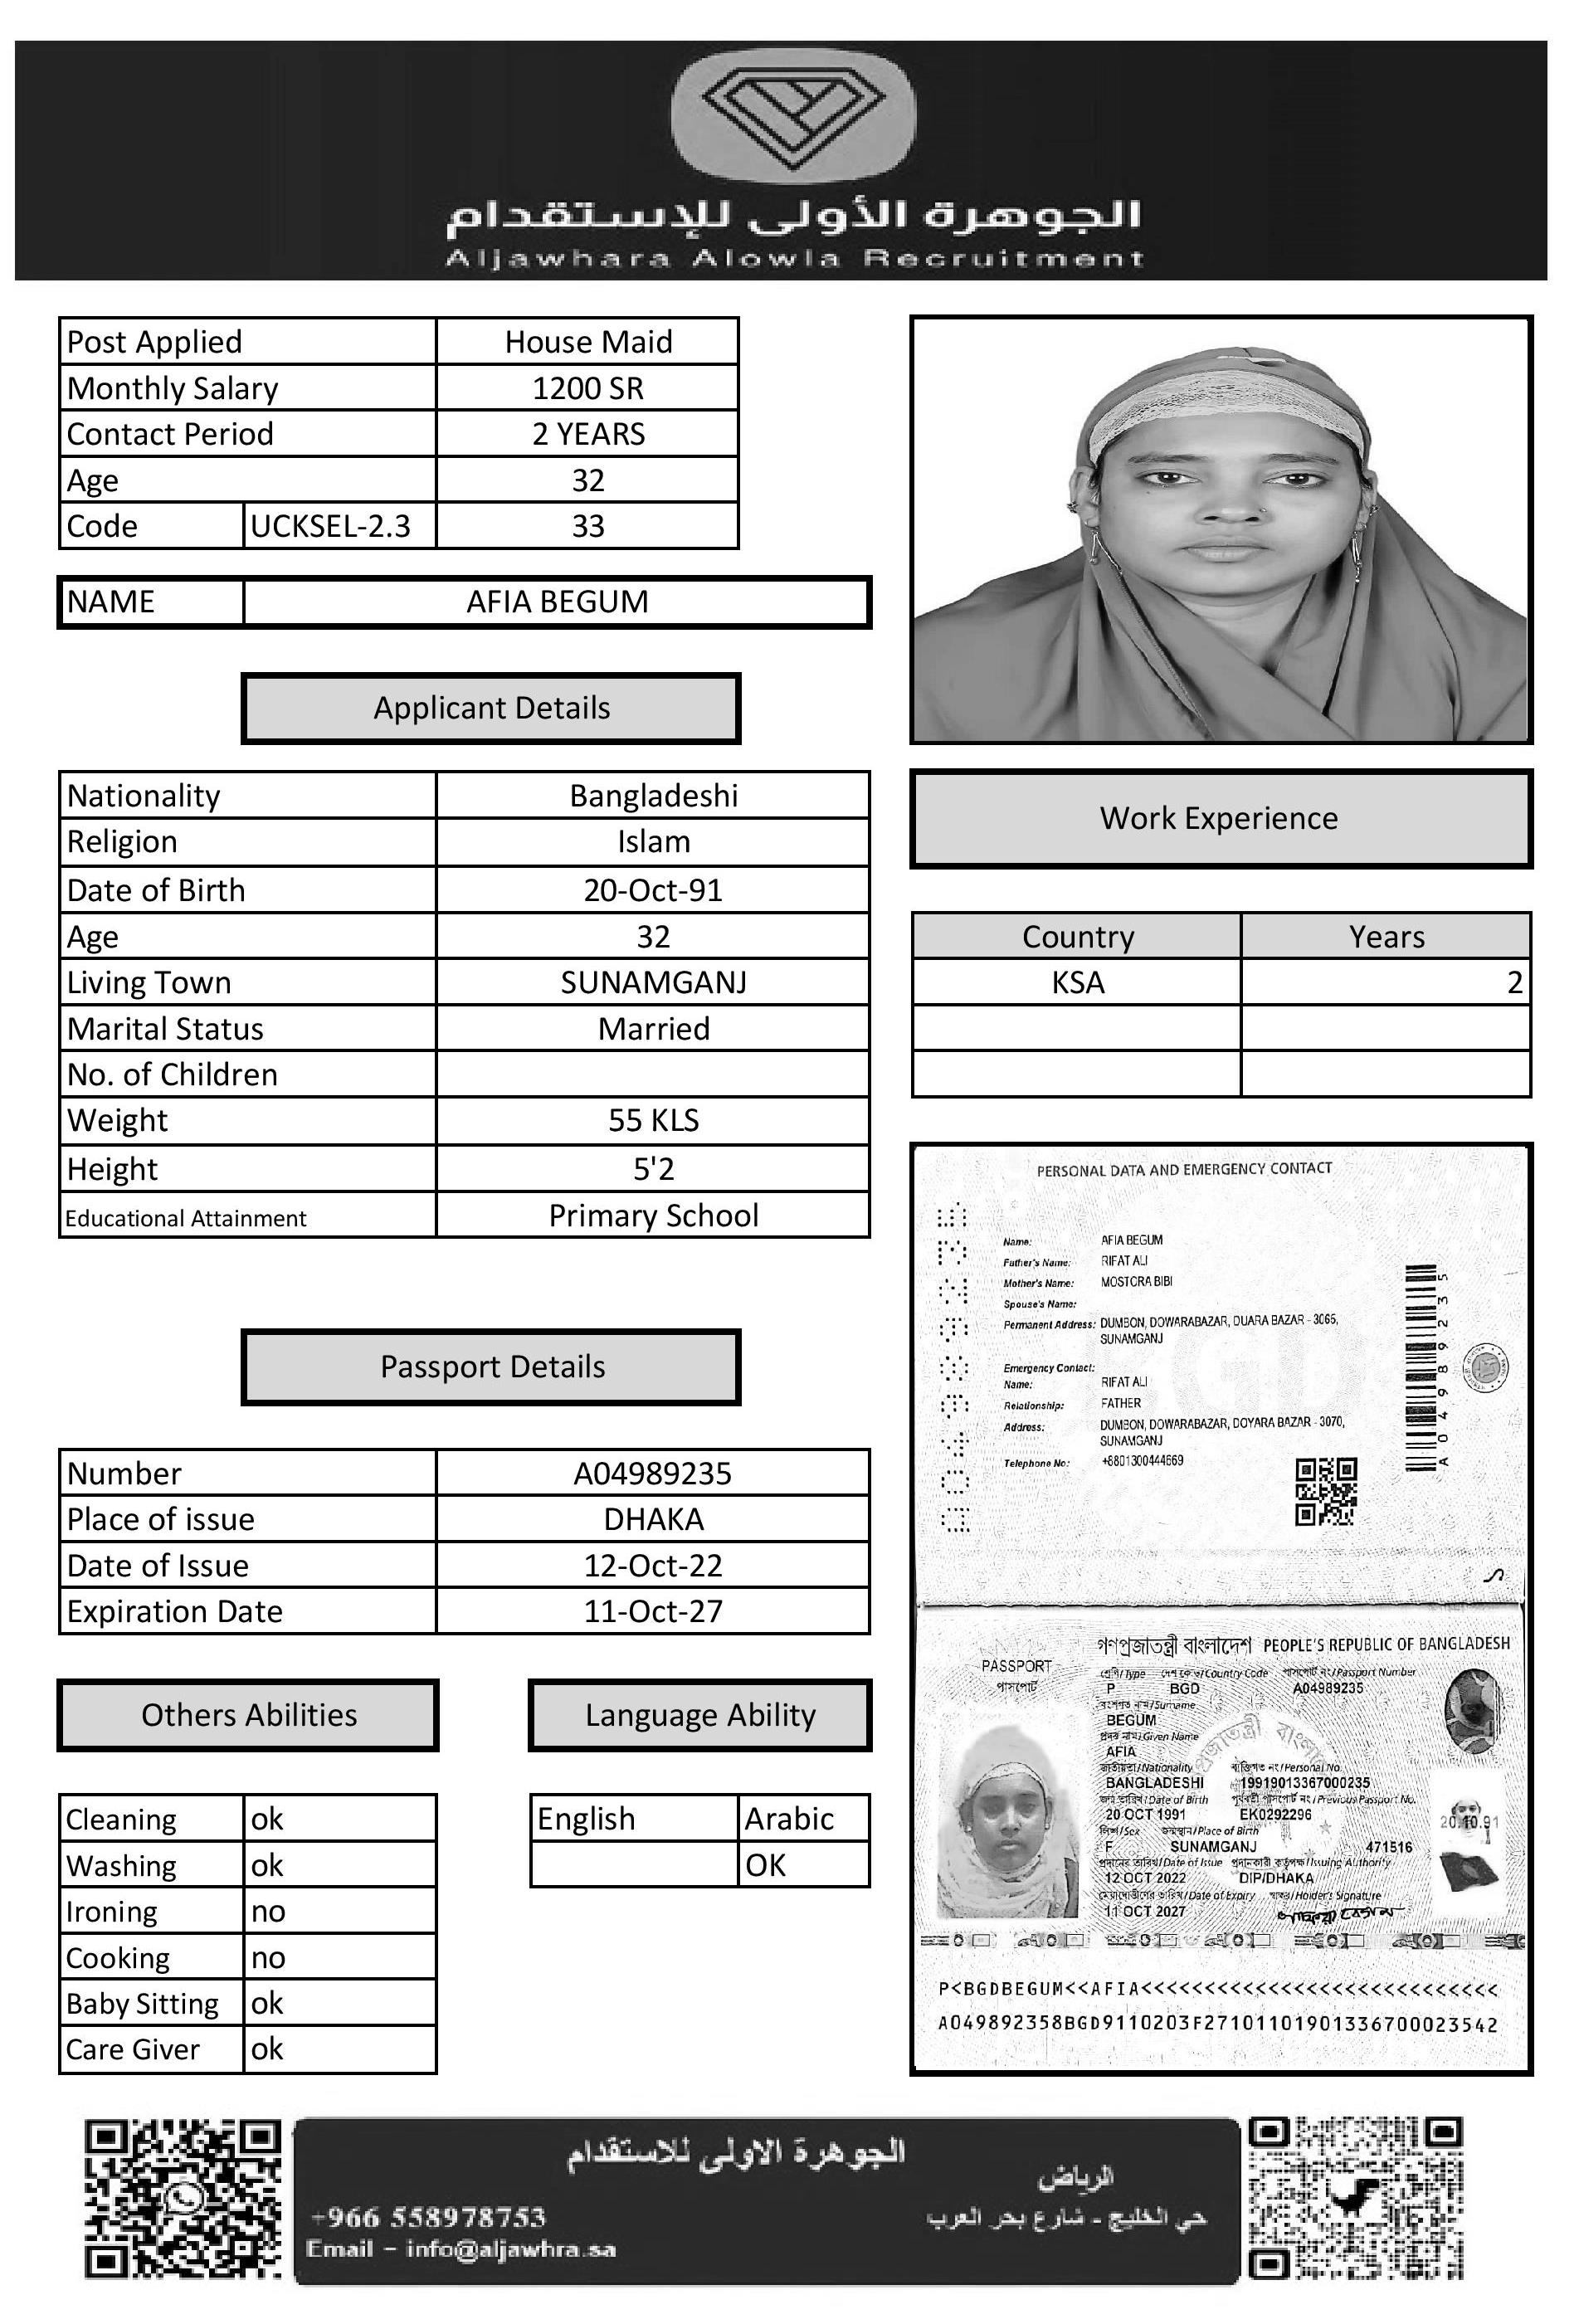 الجوهرة الأولى للإستقدام
Aljawhara Alowla Recruitment
Post Applied House Maid
Monthly Salary 1200 SR
Contact Period 2 YEARS
Age 32
Code UCKSEL-2.3 33
NAME AFIA BEGUM
Applicant Details
Nationality Bangladeshi
Religion Islam
Date of Birth 20-Oct-91
Age 32
Living Town SUNAMGANJ
Marital Status Married
No. of Children
Weight 55 KLS
Height 5'2
Educational Attainment Primary School
Passport Details
Number A04989235
Place of issue DHAKA
Date of Issue 12-Oct-22
Expiration Date 11-Oct-27
Others Abilities
Cleaning ok
Washing ok
Ironing no
Cooking no
Baby Sitting ok
Care Giver ok
Language Ability
English Arabic
OK
Work Experience
Country Years
KSA 2
PERSONAL DATA AND EMERGENCY CONTACT
Name: AFIA BEGUM
Father's Name: RIFAT ALI
Mother's Name: MOSTORA BIBI
Spouse's Name:
Permanent Address: DUMBON, DOWARABAZAR, DUARA BAZAR - 3065,
SUNAMGANJ
Emergency Contact:
Name: RIFAT ALI
Relationship: FATHER
Address: DUMBON, DOWARABAZAR, DOYARA BAZAR - 3070,
SUNAMGANJ
Telephone No: +8801300444669
A04989235
A04989235
গণপ্রজাতন্ত্রী বাংলাদেশ PEOPLE'S REPUBLIC OF BANGLADESH
PASSPORT
পাসপোর্ট
শ্রেণি/Type দেশ কোড/Country Code পাসপোর্ট নং/Passport Number
P BGD A04989235
বংশগত নাম/Surname
BEGUM
প্রদত্ত নাম/Given Name
AFIA
জাতীয়তা/Nationality ব্যক্তিগত নং/Personal No.
BANGLADESHI 19919013367000235
জন্ম তারিখ/Date of Birth পূর্ববর্তী পাসপোর্ট নং/Previous Passport No.
20 OCT 1991 EK0292296
লিঙ্গ/Sex জন্মস্থান/Place of Birth
F SUNAMGANJ 471516
প্রদানের তারিখ/Date of Issue প্রদানকারী কর্তৃপক্ষ/Issuing Authority
12 OCT 2022 DIP/DHAKA
মেয়াদোত্তীর্ণের তারিখ/Date of Expiry স্বাক্ষর/Holder's Signature
11 OCT 2027
20.10.91
P<BGDBEGUM<<AFIA<<<<<<<<<<<<<<<<<<<<<<<<<<<<
A049892358BGD9110203F271011019901336700023542
الجوهرة الاولى للاستقدام
الرياض
حي الخليج - شارع بحر العرب
+966 558978753
Email – info@aljawhra.sa